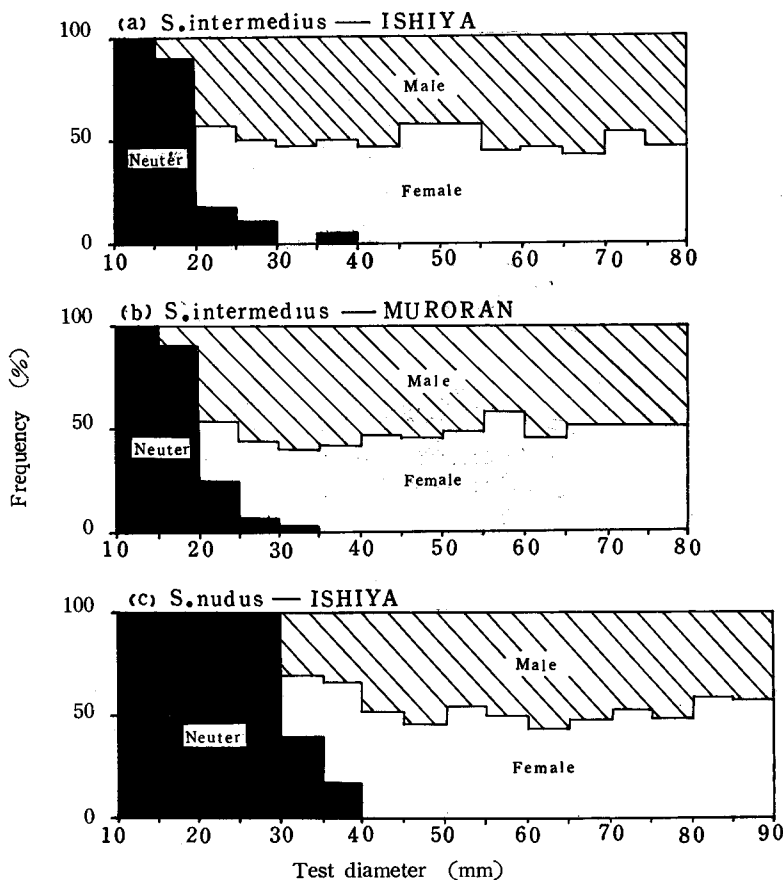 (a) S.intermedius — ISHIYA
100
50
0
Male
Neuter
Female
10 20 30 40 50 60 70 80
(b) S.intermedius — MURORAN
100
50
0
Male
Neuter
Female
10 20 30 40 50 60 70 80
Frequency (%)
(c) S.nudus — ISHIYA
100
50
0
Male
Neuter
Female
10 20 30 40 50 60 70 80 90
Test diameter (mm)